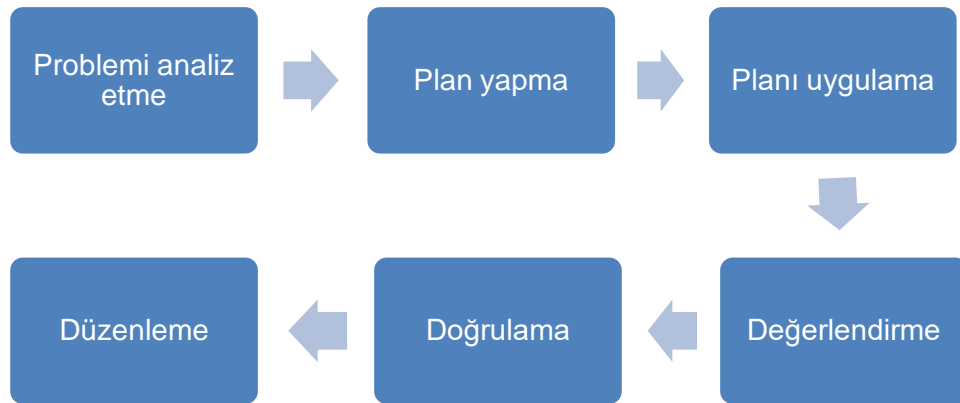 Problemi analiz
etme
Plan yapma
Planı uygulama
Değerlendirme
Doğrulama
Düzenleme